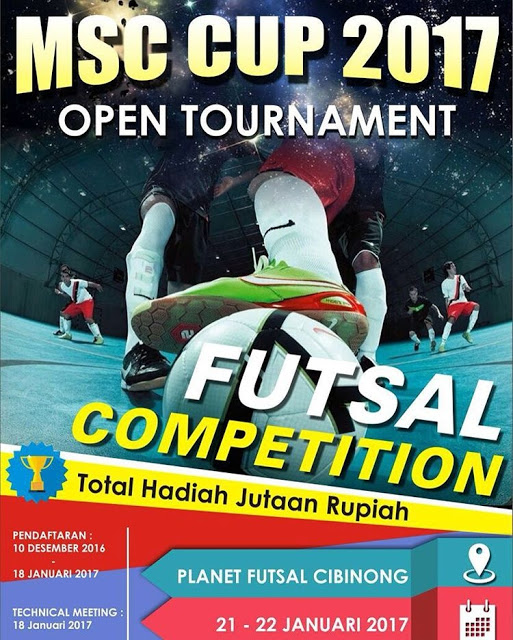 MSC CUP 2017
OPEN TOURNAMENT
FUTSAL
COMPETITION
Total Hadiah Jutaan Rupiah
PENDAFTARAN :
10 DESEMBER 2016
-
18 JANUARI 2017
TECHNICAL MEETING :
18 Januari 2017
PLANET FUTSAL CIBINONG
21 - 22 JANUARI 2017